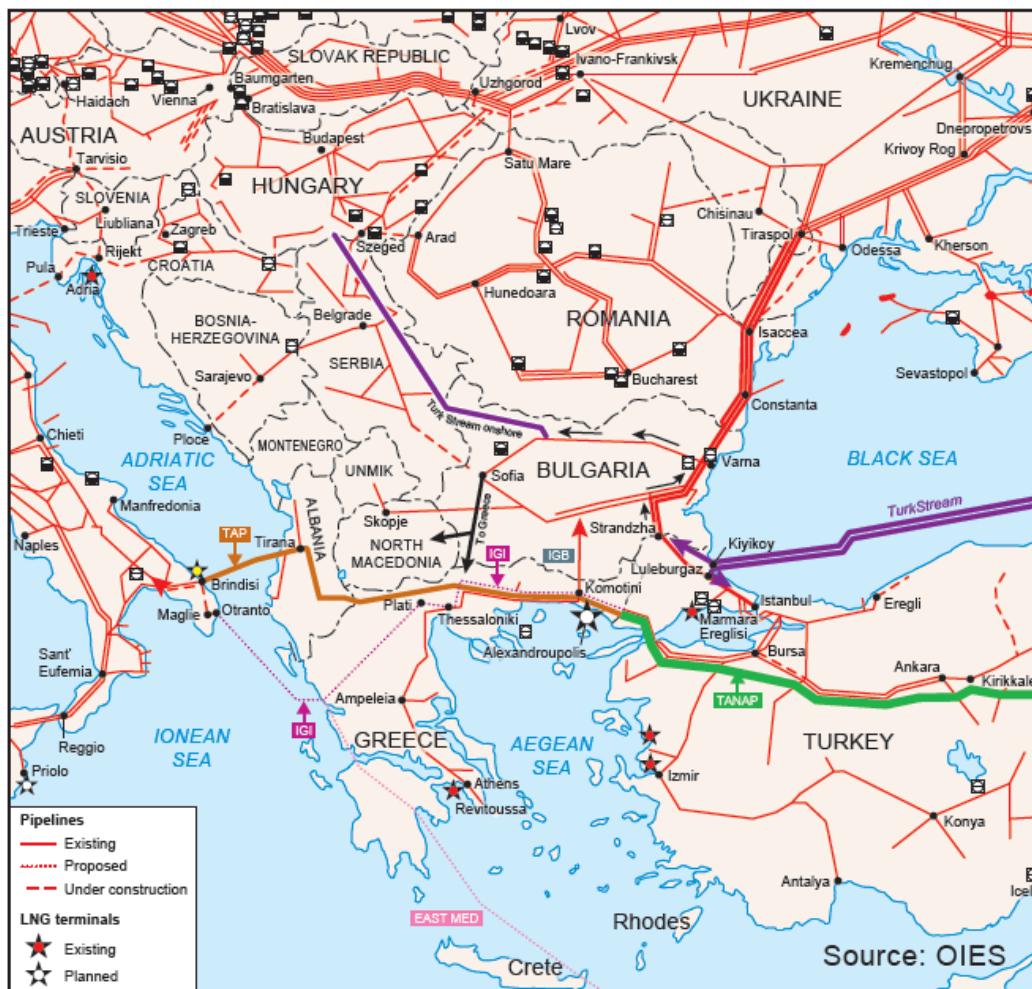 Lvov
SLOVAK REPUBLIC
Ivano-Frankivsk
Uzhgorod
Kremenchug
Baumgarten
Vienna
Haidach
Bratislava
UKRAINE
AUSTRIA
Budapest
Dnepropetrovs
Krivoy Rog
Tarvisio
Satu Mare
HUNGARY
SLOVENIA
Liubliana
Chisinau
Trieste
Zagreb
Szeged
Arad
Tiraspol
Rijekt
Odessa
Kherson
Pula
CROATIA
Adria
Hunedoara
BOSNIA-
HERZEGOVINA
Belgrade
ROMANIA
Isaccea
SERBIA
Sarajevo
Bucharest
Sevastopol
Constanta
Turk Stream onshore
Ploce
Chieti
MONTENEGRO
ADRIATIC
SEA
UNMIK
Sofia
BULGARIA
Varna
BLACK SEA
Manfredonia
ALBANIA
Skopje
To Greece
Strandzha
TurkStream
Naples
TAP
Tirana
NORTH
MACEDONIA
IGI
IGB
Kiyikoy
Luleburgaz
Brindisi
Komotini
Plati
Istanbul
Eregli
Maglie
Otranto
Thessaloniki
Marmara
Ereglisi
Alexandroupolis
Bursa
Sant'
Eufemia
Ankara
Kirikkale
Ampeleia
TANAP
IGI
Reggio
IONEAN
SEA
GREECE
AEGEAN
SEA
TURKEY
Priolo
Athens
Izmir
Revitoussa
Konya
Pipelines
Existing
Proposed
Under construction
Antalya
Icel
LNG terminals
EAST MED
Rhodes
Existing
Planned
Crete
Source: OIES